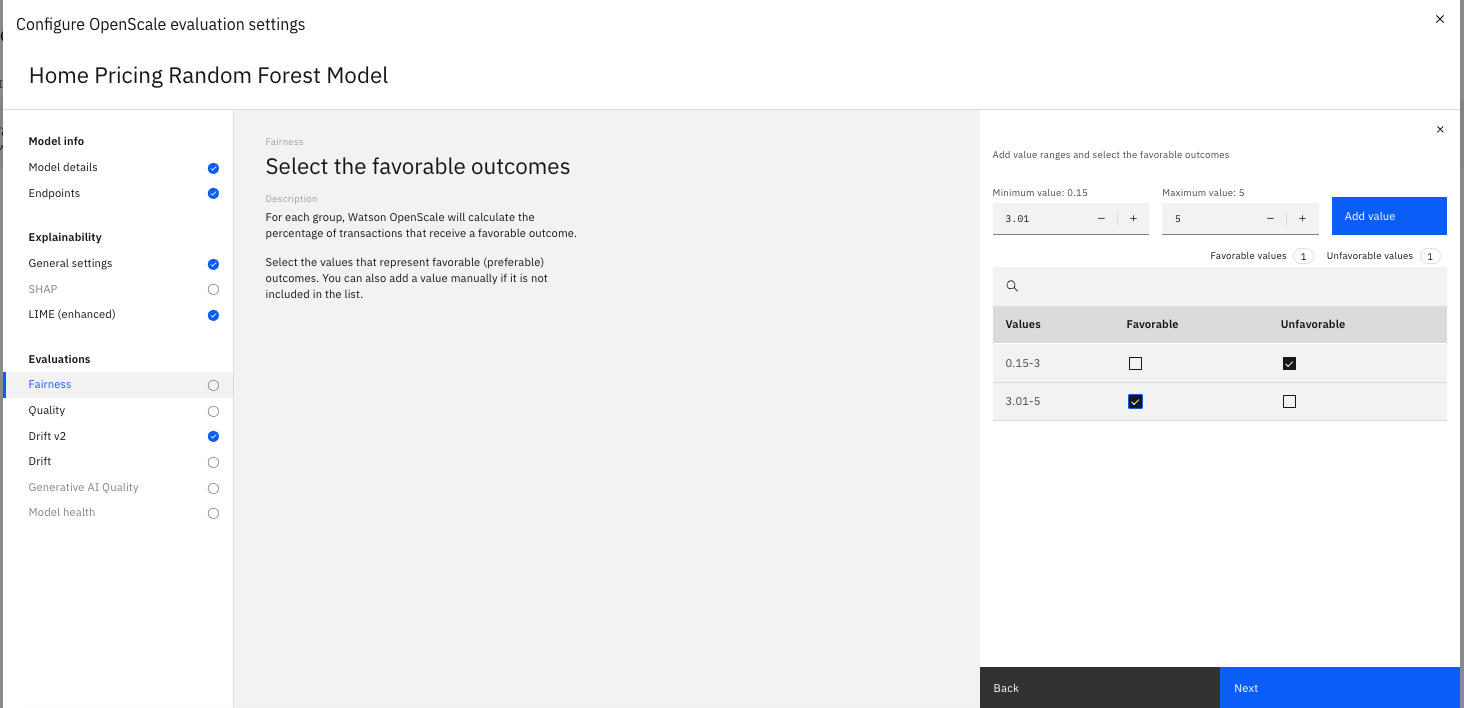 Configure OpenScale evaluation settings
Home Pricing Random Forest Model
Model info
Model details
Endpoints
Explainability
General settings
SHAP
LIME (enhanced)
Evaluations
Fairness
Quality
Drift v2
Drift
Generative AI Quality
Model health
Fairness
Select the favorable outcomes
Description
For each group, Watson OpenScale will calculate the
percentage of transactions that receive a favorable outcome.
Select the values that represent favorable (preferable)
outcomes. You can also add a value manually if it is not
included in the list.
Add value ranges and select the favorable outcomes
Minimum value: 0.15 Maximum value: 5
3.01 − + 5 − + Add value
Favorable values 1 Unfavorable values 1
Values Favorable Unfavorable
0.15-3
3.01-5
Back Next